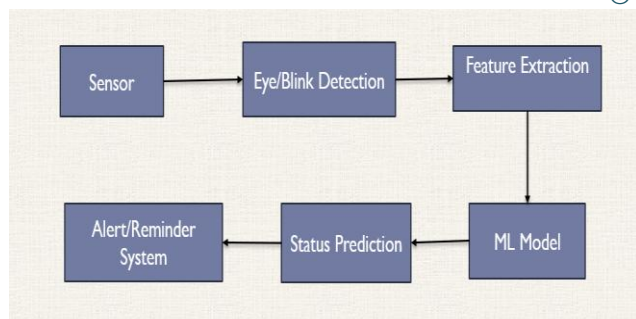 Sensor
Eye/Blink Detection
Feature Extraction
Alert/Reminder
System
Status Prediction
ML Model